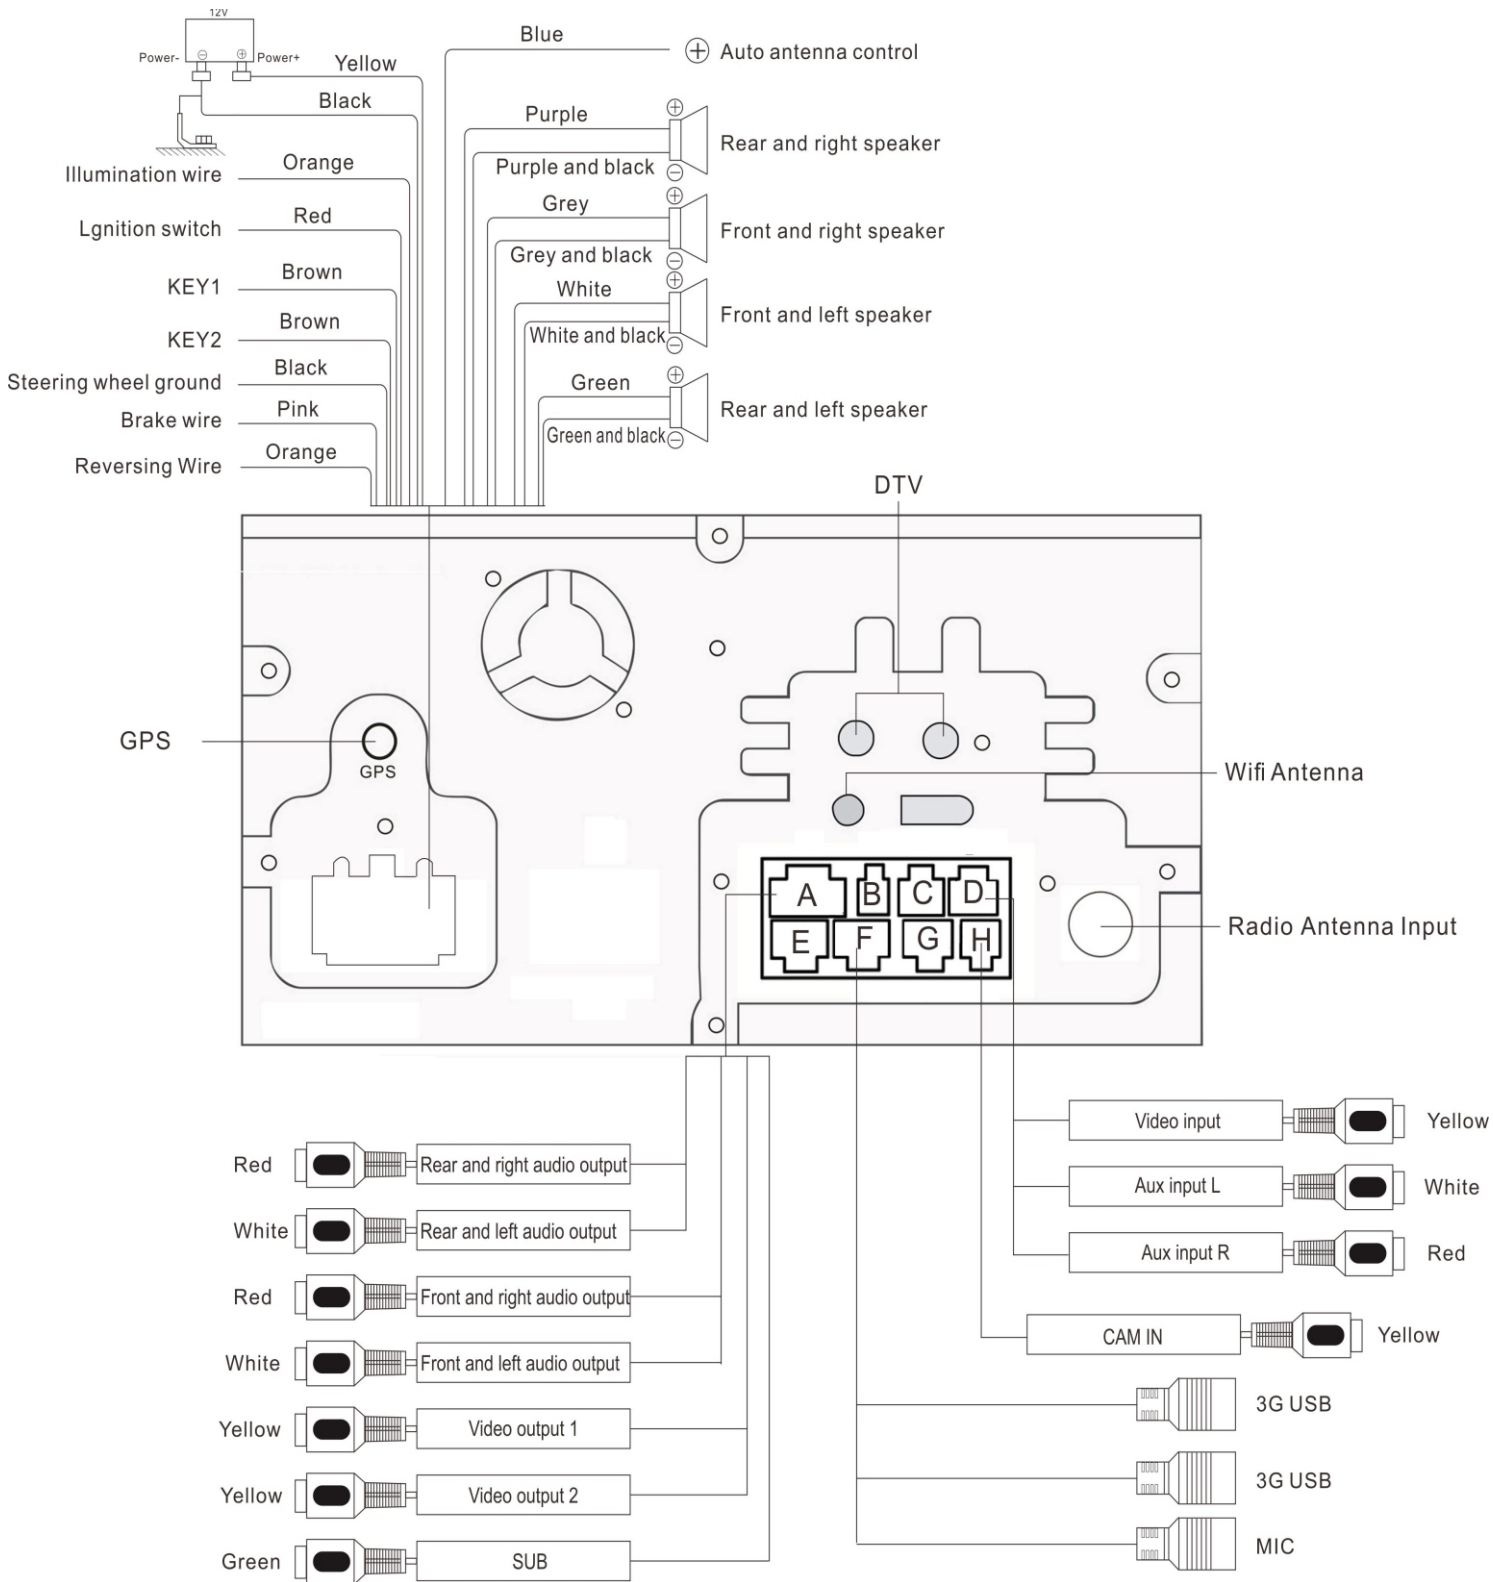 12V
Power-
Power+
Yellow
Black
Blue
Auto antenna control
Purple
Purple and black
Rear and right speaker
Illumination wire
Orange
Lgnition switch
Red
Grey
Grey and black
Front and right speaker
KEY1
Brown
White
White and black
Front and left speaker
KEY2
Brown
Steering wheel ground
Black
Green
Green and black
Rear and left speaker
Brake wire
Pink
Reversing Wire
Orange
DTV
GPS
GPS
Wifi Antenna
A
B
C
D
E
F
G
H
Radio Antenna Input
Red
Rear and right audio output
White
Rear and left audio output
Red
Front and right audio output
White
Front and left audio output
Yellow
Video output 1
Yellow
Video output 2
Green
SUB
Video input
Yellow
Aux input L
White
Aux input R
Red
CAM IN
Yellow
3G USB
3G USB
MIC